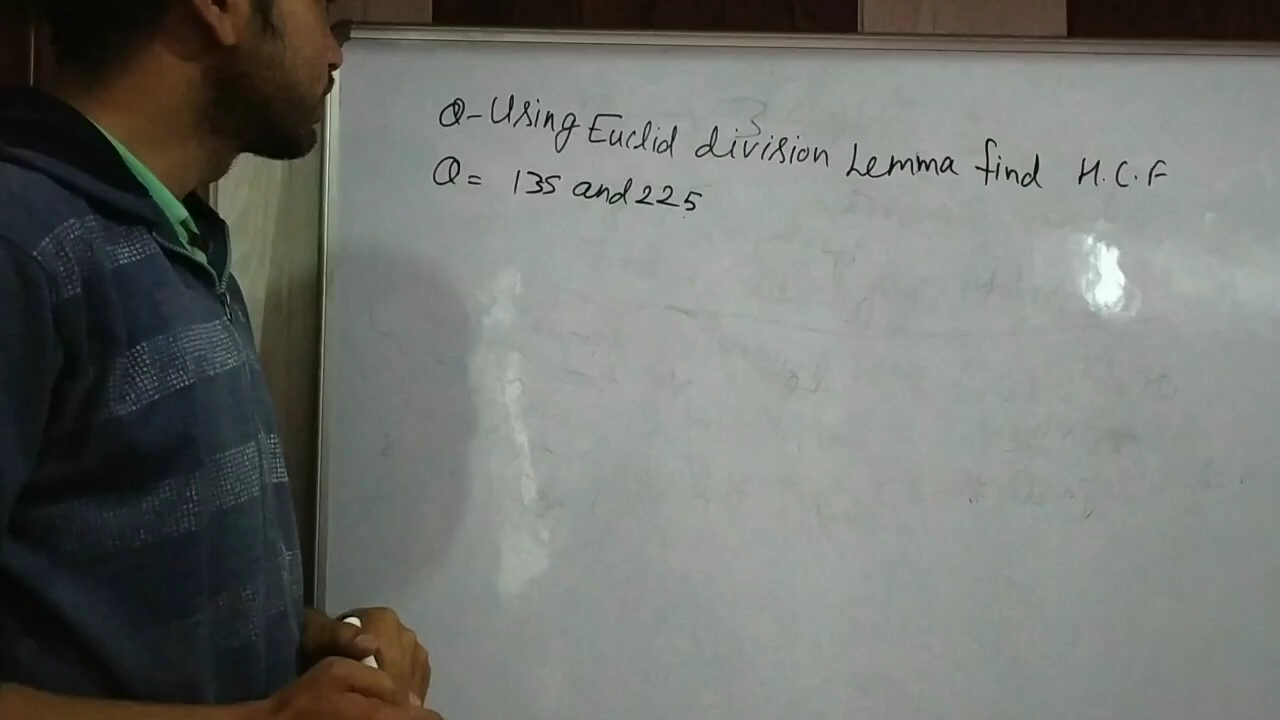 Q- Using Euclid division Lemma find H.C.F
Q= 135 and 225